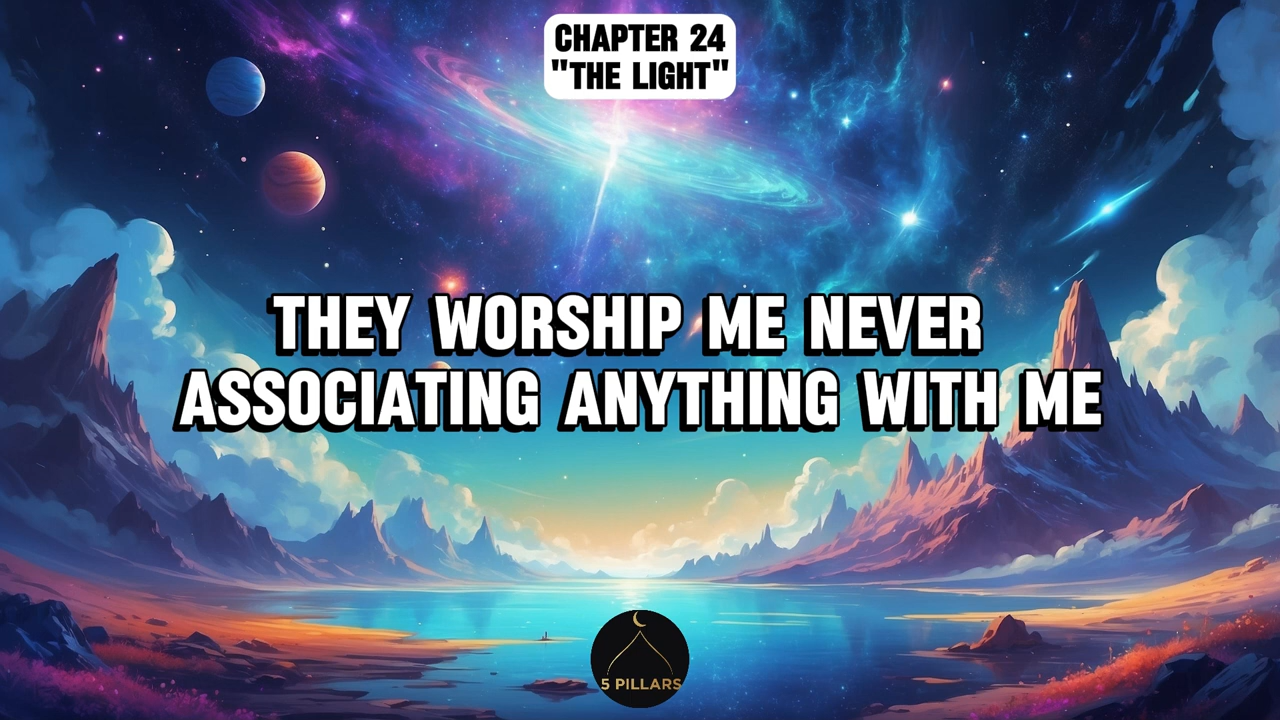 CHAPTER 24
"THE LIGHT"
THEY WORSHIP ME NEVER
ASSOCIATING ANYTHING WITH ME
5 PILLARS